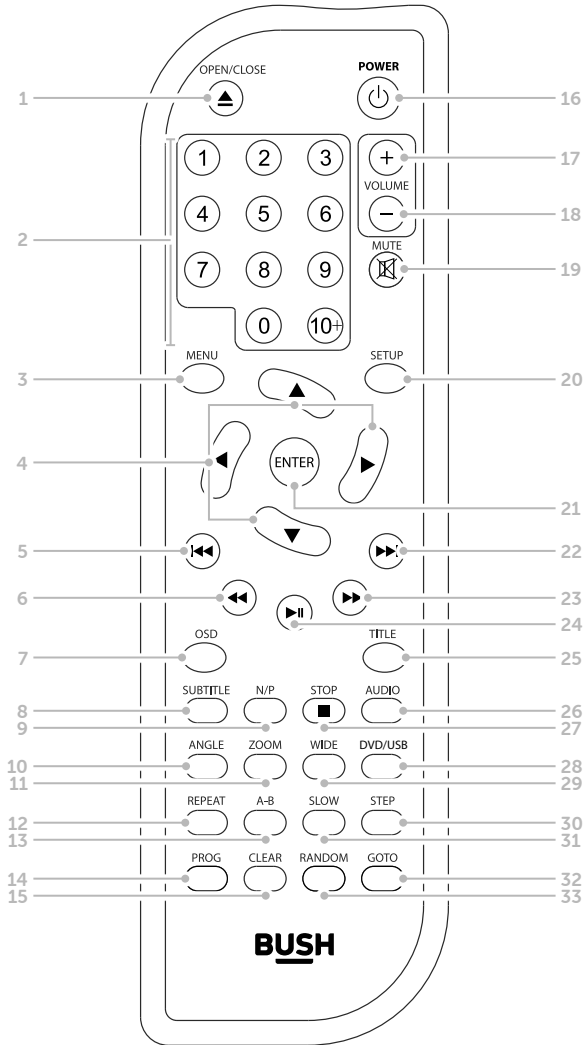 OPEN/CLOSE POWER
1 16
1 2 3 + 17
VOLUME
2 4 5 6 − 18
MUTE
7 8 9 19
0 10+
MENU SETUP
3 20
4 ENTER
21
5 22
6 23
24
OSD TITLE
7 25
SUBTITLE N/P STOP AUDIO
8 26
9 27
ANGLE ZOOM WIDE DVD/USB
10 28
11 29
REPEAT A-B SLOW STEP
12 30
13 31
PROG CLEAR RANDOM GOTO
14 32
15 33
BUSH